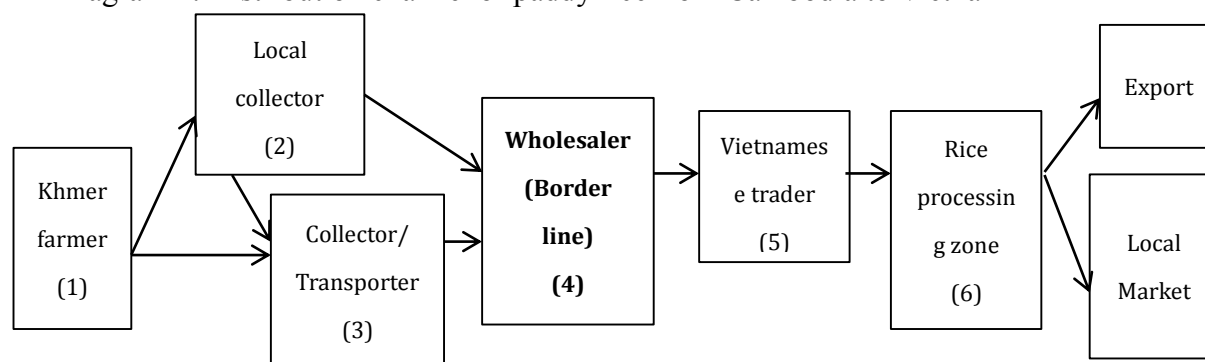 Khmer
farmer
(1)
Local
collector
(2)
Collector/
Transporter
(3)
Wholesaler
(Border
line)
(4)
Vietnames
e trader
(5)
Rice
processin
g zone
(6)
Export
Local
Market